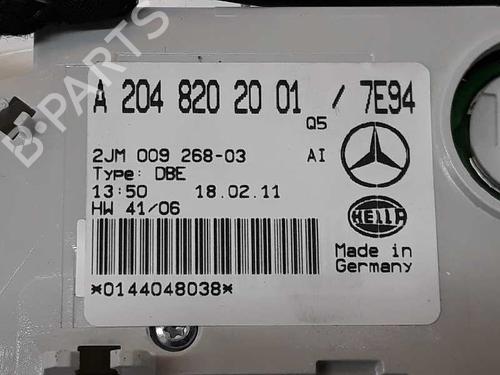 A 204 820 20 01 / 7E94
Q5
2JM 009 268-03 AI
Type: DBE
13:50 18.02.11
HW 41/06
HELLA
Made in
Germany
*0144048038*
B-PARTS